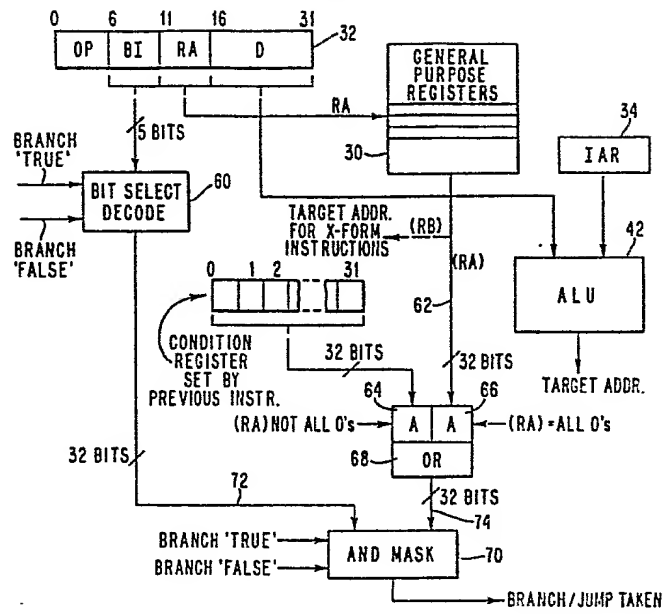 0 6 11 16 31
OP BI RA D
32
GENERAL
PURPOSE
REGISTERS
RA
30
34
IAR
5 BITS
BRANCH
'TRUE'
60
BIT SELECT
DECODE
BRANCH
'FALSE'
TARGET ADDR.
FOR X-FORM
INSTRUCTIONS
(RB)
(RA)
42
ALU
0 1 2 31
62
CONDITION
REGISTER
SET BY
PREVIOUS INSTR.
32 BITS
32 BITS
TARGET ADDR.
64 66
(RA) NOT ALL 0's
A A
(RA) = ALL 0's
68 OR
32 BITS
72
32 BITS
74
BRANCH 'TRUE'
BRANCH 'FALSE'
AND MASK
70
BRANCH/JUMP TAKEN